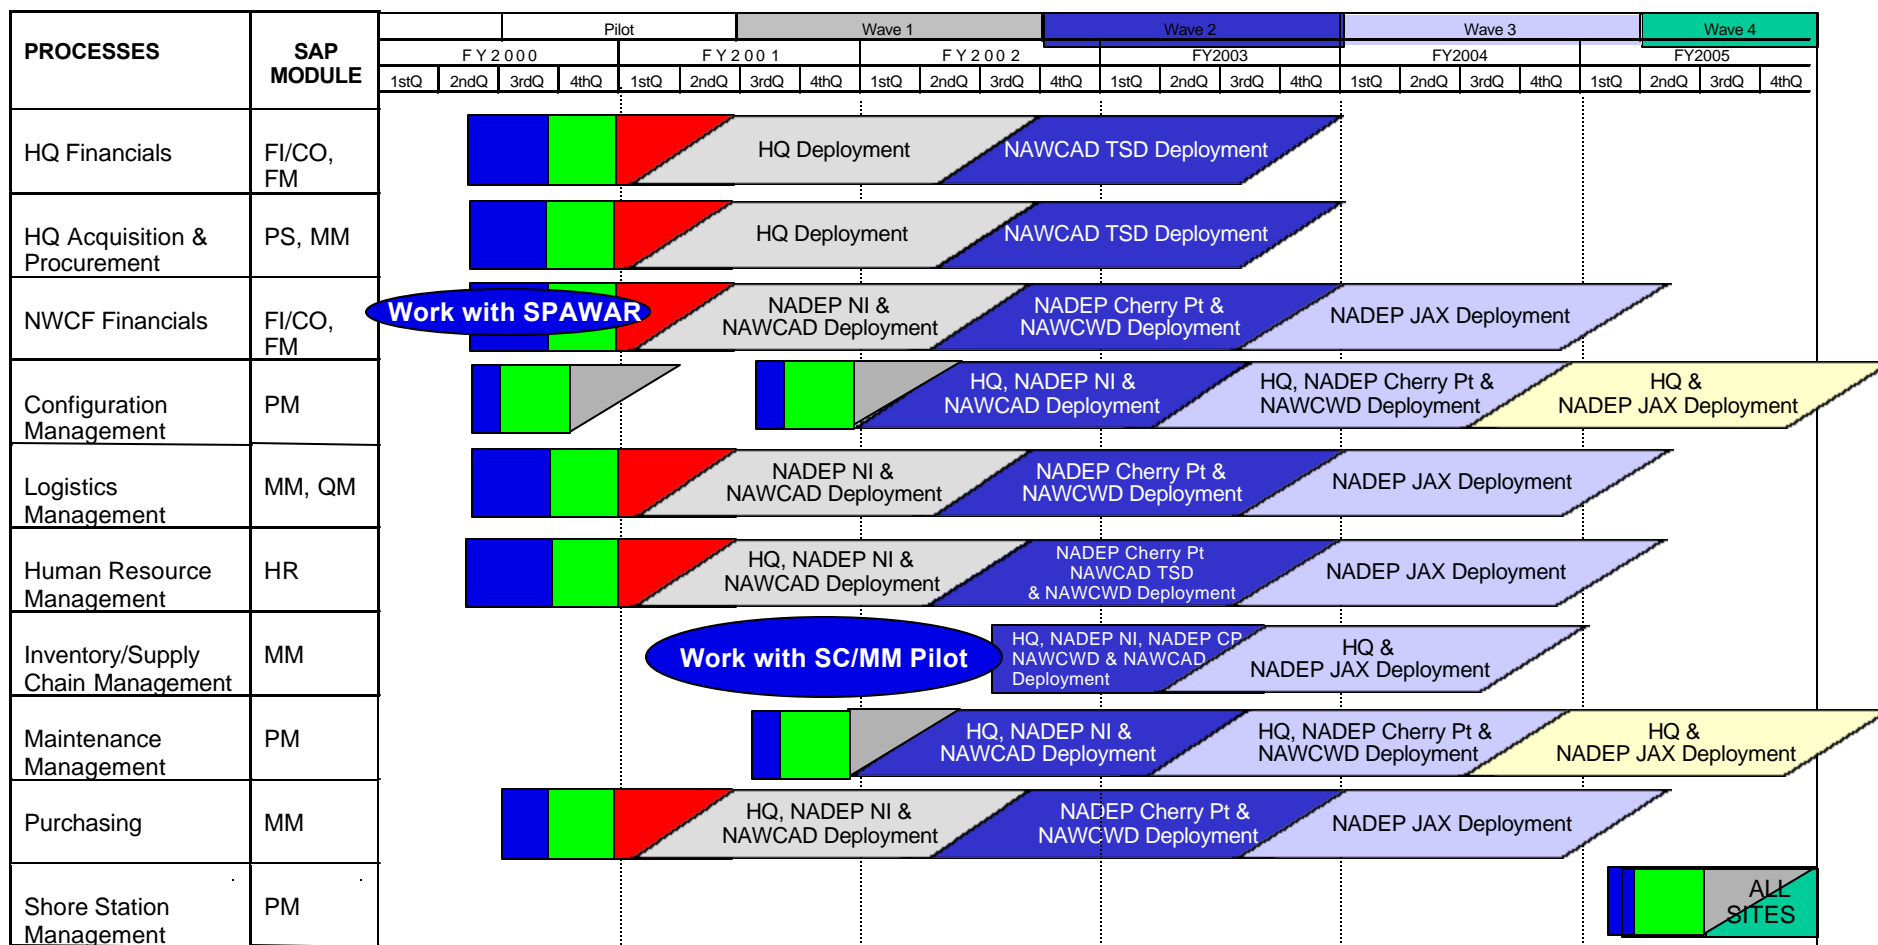 PROCESSES
SAP
MODULE
Pilot
Wave 1
Wave 2
Wave 3
Wave 4
FY2000
FY2001
FY2002
FY2003
FY2004
FY2005
1stQ 2ndQ 3rdQ 4thQ 1stQ 2ndQ 3rdQ 4thQ 1stQ 2ndQ 3rdQ 4thQ 1stQ 2ndQ 3rdQ 4thQ 1stQ 2ndQ 3rdQ 4thQ 1stQ 2ndQ 3rdQ 4thQ
HQ Financials
FI/CO,
FM
HQ Deployment
NAWCAD TSD Deployment
HQ Acquisition &
Procurement
PS, MM
HQ Deployment
NAWCAD TSD Deployment
NWCF Financials
FI/CO,
FM
Work with SPAWAR
NADEP NI &
NAWCAD Deployment
NADEP Cherry Pt &
NAWCWD Deployment
NADEP JAX Deployment
Configuration
Management
PM
HQ, NADEP NI &
NAWCAD Deployment
HQ, NADEP Cherry Pt &
NAWCWD Deployment
HQ &
NADEP JAX Deployment
Logistics
Management
MM, QM
NADEP NI &
NAWCAD Deployment
NADEP Cherry Pt &
NAWCWD Deployment
NADEP JAX Deployment
Human Resource
Management
HR
HQ, NADEP NI &
NAWCAD Deployment
NADEP Cherry Pt
NAWCAD TSD
& NAWCWD Deployment
NADEP JAX Deployment
Inventory/Supply
Chain Management
MM
Work with SC/MM Pilot
HQ, NADEP NI, NADEP CP,
NAWCWD & NAWCAD
Deployment
HQ &
NADEP JAX Deployment
Maintenance
Management
PM
HQ, NADEP NI &
NAWCAD Deployment
HQ, NADEP Cherry Pt &
NAWCWD Deployment
HQ &
NADEP JAX Deployment
Purchasing
MM
HQ, NADEP NI &
NAWCAD Deployment
NADEP Cherry Pt &
NAWCWD Deployment
NADEP JAX Deployment
Shore Station
Management
PM
ALL
SITES